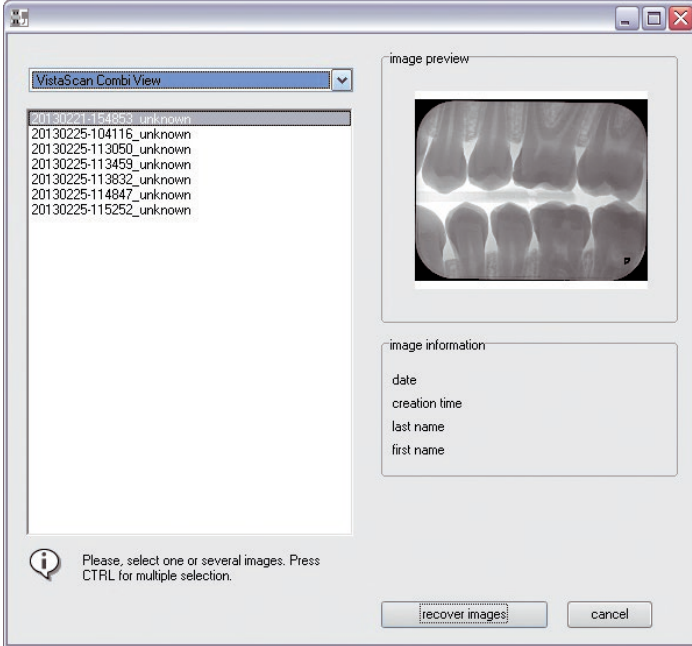 VistaScan Combi View
20130221-154853_unknown
20130225-104116_unknown
20130225-113050_unknown
20130225-113459_unknown
20130225-113832_unknown
20130225-114847_unknown
20130225-115252_unknown
Please, select one or several images. Press
CTRL for multiple selection.
image preview
P
image information
date
creation time
last name
first name
recover images
cancel